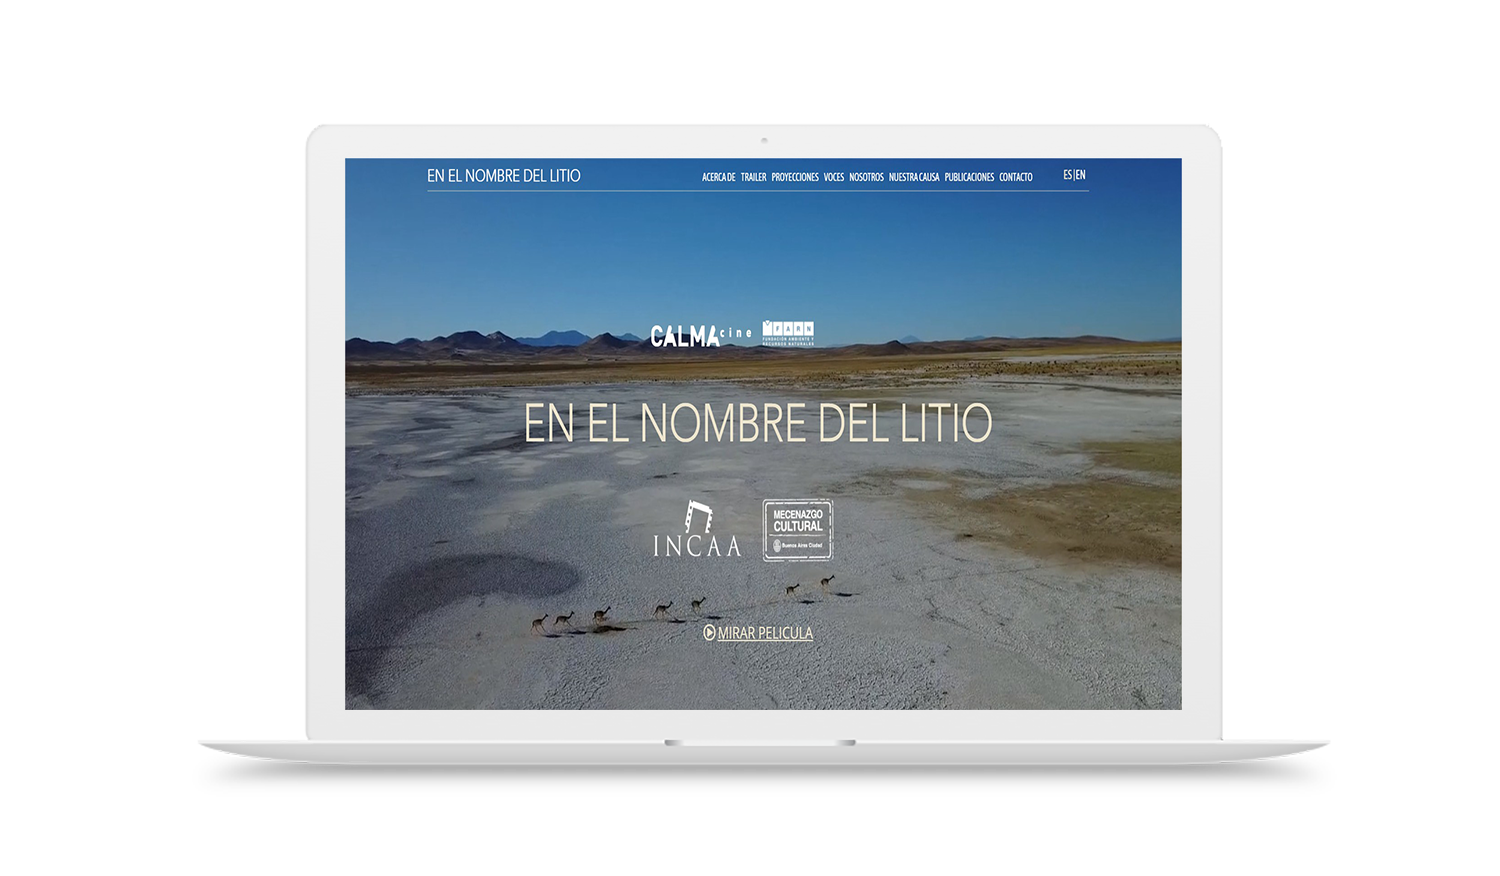 EN EL NOMBRE DEL LITIO
ACERCA DE TRAILER PROYECCIONES VOCES NOSOTROS NUESTRA CAUSA PUBLICACIONES CONTACTO
ES|EN
CALMA cine
FARN
FUNDACIÓN AMBIENTE Y
RECURSOS NATURALES
EN EL NOMBRE DEL LITIO
INCAA
MECENAZGO
CULTURAL
Buenos Aires Ciudad
MIRAR PELICULA